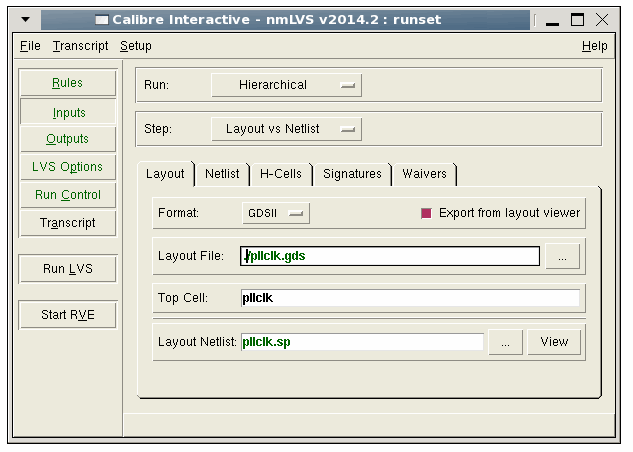 Calibre Interactive - nmLVS v2014.2 : runset
File Transcript Setup Help
Rules
Inputs
Outputs
LVS Options
Run Control
Transcript
Run LVS
Start RVE
Run: Hierarchical
Step: Layout vs Netlist
Layout Netlist H-Cells Signatures Waivers
Format: GDSII Export from layout viewer
Layout File: ./pllclk.gds ...
Top Cell: pllclk
Layout Netlist: pllclk.sp ... View